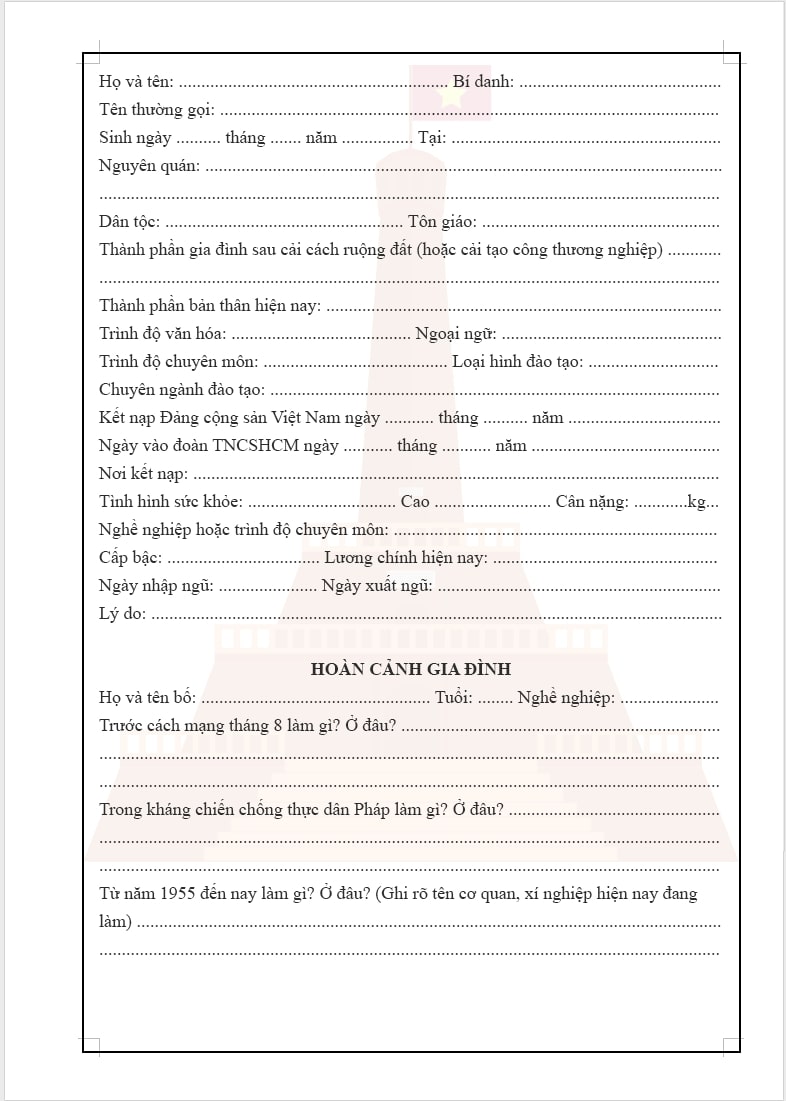 Họ và tên: ............................................................ Bí danh: .............................................
Tên thường gọi: ...............................................................................................................
Sinh ngày .......... tháng ....... năm ................ Tại: ............................................................
Nguyên quán: ...................................................................................................................
..........................................................................................................................................
Dân tộc: ..................................................... Tôn giáo: .....................................................
Thành phần gia đình sau cải cách ruộng đất (hoặc cải tạo công thương nghiệp) ............
..........................................................................................................................................
Thành phần bản thân hiện nay: ........................................................................................
Trình độ văn hóa: ........................................ Ngoại ngữ: .................................................
Trình độ chuyên môn: ......................................... Loại hình đào tạo: .............................
Chuyên ngành đào tạo: ....................................................................................................
Kết nạp Đảng cộng sản Việt Nam ngày ........... tháng .......... năm ..................................
Ngày vào đoàn TNCSHCM ngày ........... tháng ........... năm ..........................................
Nơi kết nạp: .....................................................................................................................
Tình hình sức khỏe: ................................. Cao .......................... Cân nặng: ............kg...
Nghề nghiệp hoặc trình độ chuyên môn: ........................................................................
Cấp bậc: .................................. Lương chính hiện nay: ..................................................
Ngày nhập ngũ: ...................... Ngày xuất ngũ: ...............................................................
Lý do: ...............................................................................................................................
HOÀN CẢNH GIA ĐÌNH
Họ và tên bố: ................................................... Tuổi: ........ Nghề nghiệp: ......................
Trước cách mạng tháng 8 làm gì? Ở đâu? .......................................................................
..........................................................................................................................................
..........................................................................................................................................
Trong kháng chiến chống thực dân Pháp làm gì? Ở đâu? ...............................................
..........................................................................................................................................
..........................................................................................................................................
Từ năm 1955 đến nay làm gì? Ở đâu? (Ghi rõ tên cơ quan, xí nghiệp hiện nay đang
làm) ..................................................................................................................................
..........................................................................................................................................